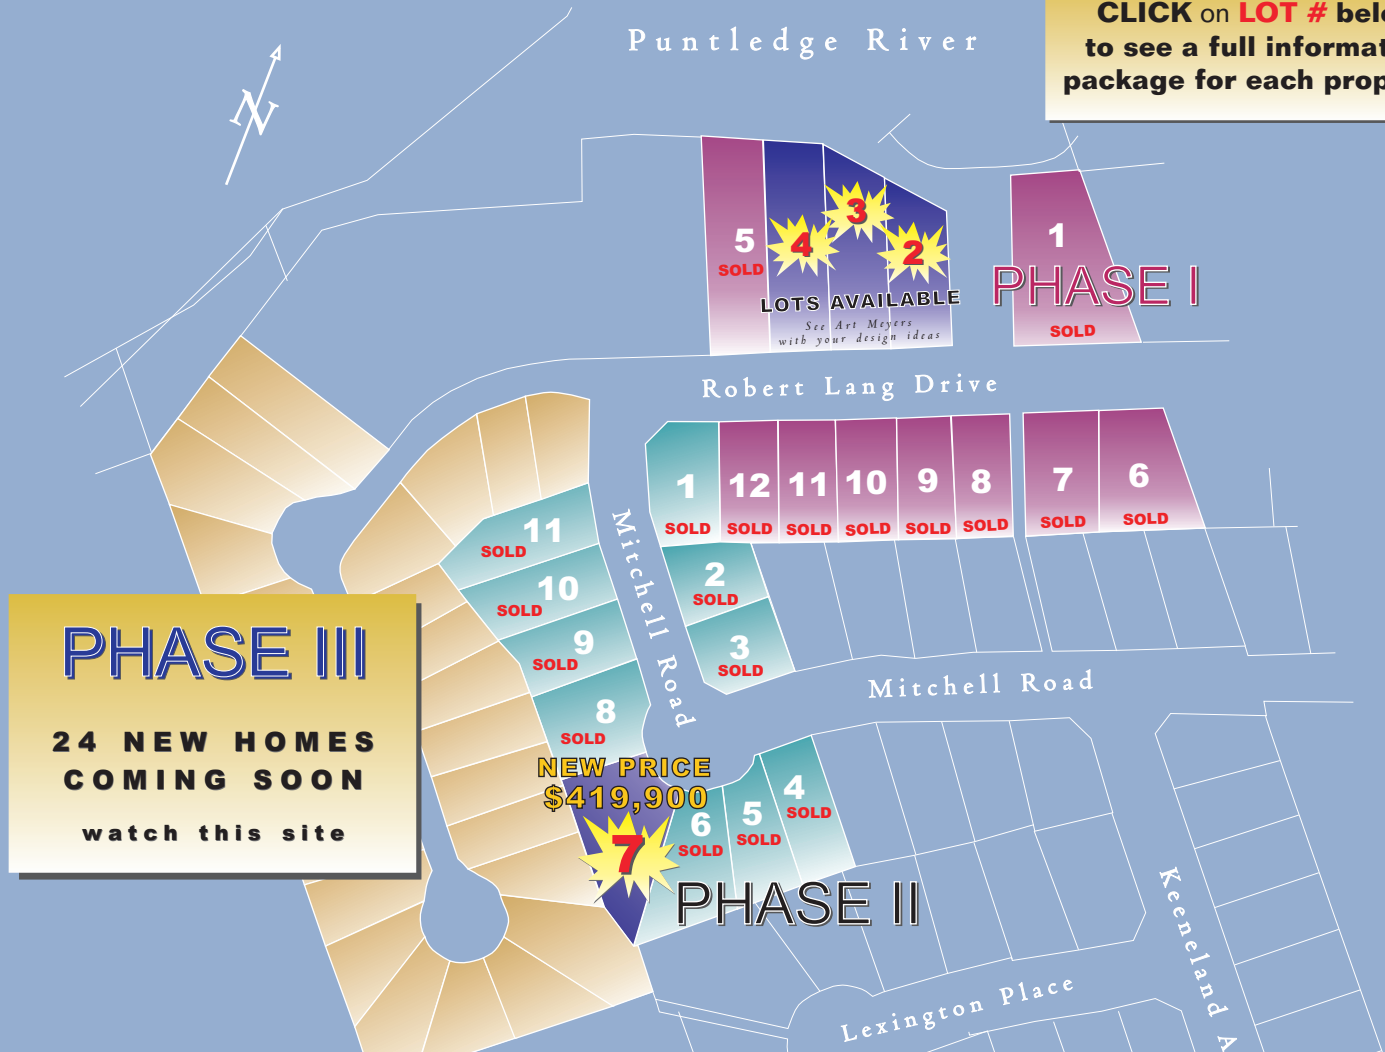 CLICK on LOT #
to see a full
package for each
Puntledge River
N
5
SOLD
4
3
2
LOTS AVAILABLE
See Art Meyers
with your design ideas
1
PHASE I
SOLD
Robert Lang Drive
1
SOLD
12
SOLD
11
SOLD
10
SOLD
9
SOLD
8
SOLD
7
SOLD
6
SOLD
11
SOLD
10
SOLD
9
SOLD
8
SOLD
Mitchell Road
2
SOLD
3
SOLD
Mitchell Road
PHASE III
24 NEW HOMES
COMING SOON
watch this site
NEW PRICE
$419,900
7
6
SOLD
5
SOLD
4
SOLD
PHASE II
Keeneland A
Lexington Place